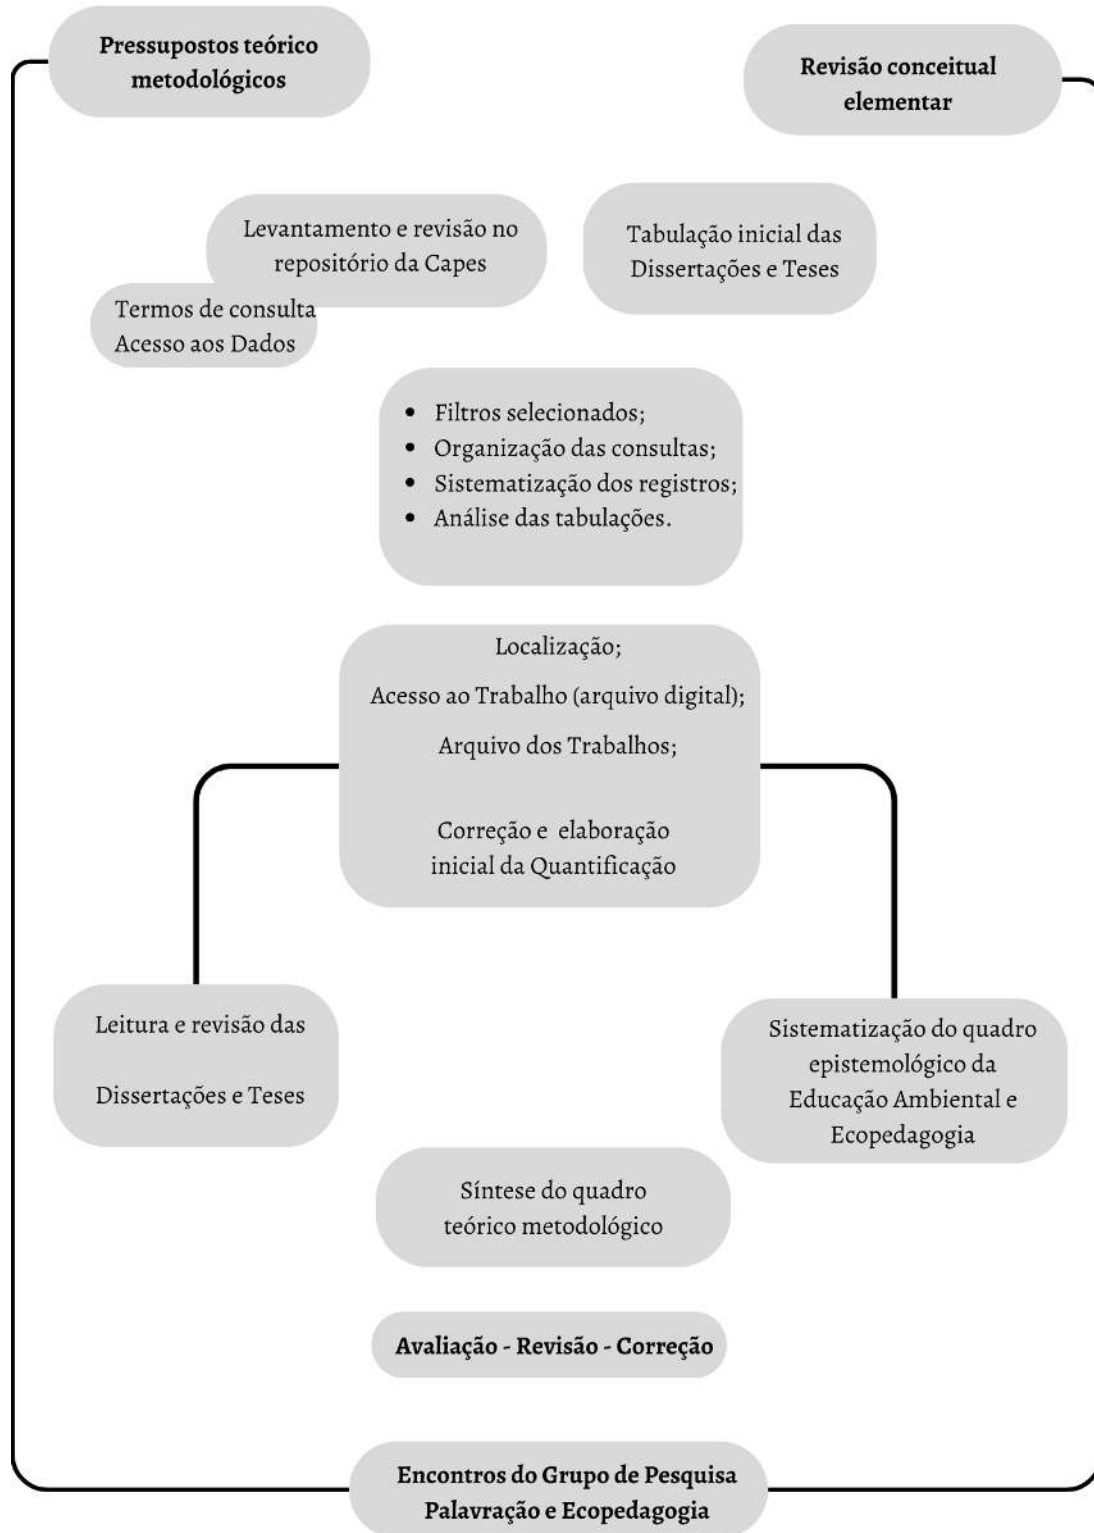 Pressupostos teórico
metodológicos
Revisão conceitual
elementar
Levantamento e revisão no
repositório da Capes
Tabulação inicial das
Dissertações e Teses
Termos de consulta
Acesso aos Dados
• Filtros selecionados;
• Organização das consultas;
• Sistematização dos registros;
• Análise das tabulações.
Localização;
Acesso ao Trabalho (arquivo digital);
Arquivo dos Trabalhos;
Correção e elaboração
inicial da Quantificação
Leitura e revisão das
Dissertações e Teses
Sistematização do quadro
epistemológico da
Educação Ambiental e
Ecopedagogia
Síntese do quadro
teórico metodológico
Avaliação - Revisão - Correção
Encontros do Grupo de Pesquisa
Palavração e Ecopedagogia